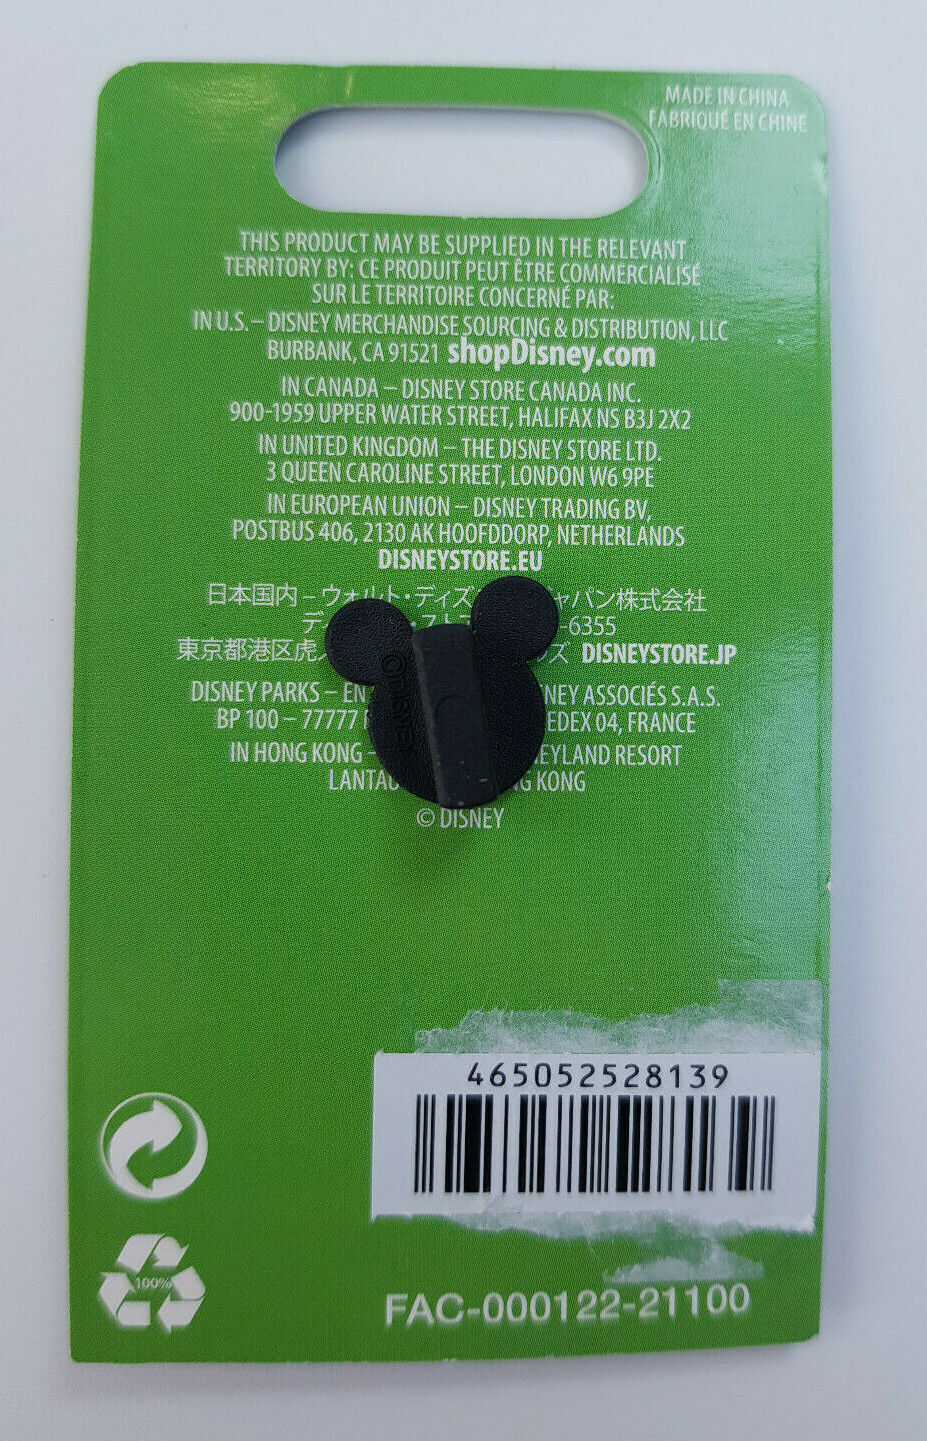 MADE IN CHINA
FABRIQUÉ EN CHINE
THIS PRODUCT MAY BE SUPPLIED IN THE RELEVANT
TERRITORY BY: CE PRODUIT PEUT ÊTRE COMMERCIALISÉ
SUR LE TERRITOIRE CONCERNÉ PAR:
IN U.S. – DISNEY MERCHANDISE SOURCING & DISTRIBUTION, LLC
BURBANK, CA 91521 shopDisney.com
IN CANADA – DISNEY STORE CANADA INC.
900-1959 UPPER WATER STREET, HALIFAX NS B3J 2X2
IN UNITED KINGDOM – THE DISNEY STORE LTD.
3 QUEEN CAROLINE STREET, LONDON W6 9PE
IN EUROPEAN UNION – DISNEY TRADING BV,
POSTBUS 406, 2130 AK HOOFDDORP, NETHERLANDS
DISNEYSTORE.EU
日本国内 – ウォルト・ディズ ャパン株式会社
デ ・ストア -6355
東京都港区虎ノ ズ DISNEYSTORE.JP
DISNEY PARKS – EN NEY ASSOCIÉS S.A.S.
BP 100 – 77777 EDEX 04, FRANCE
IN HONG KONG – EYLAND RESORT
LANTAU NG KONG
©DISNEY
© DISNEY
465052528139
100%
FAC-000122-21100